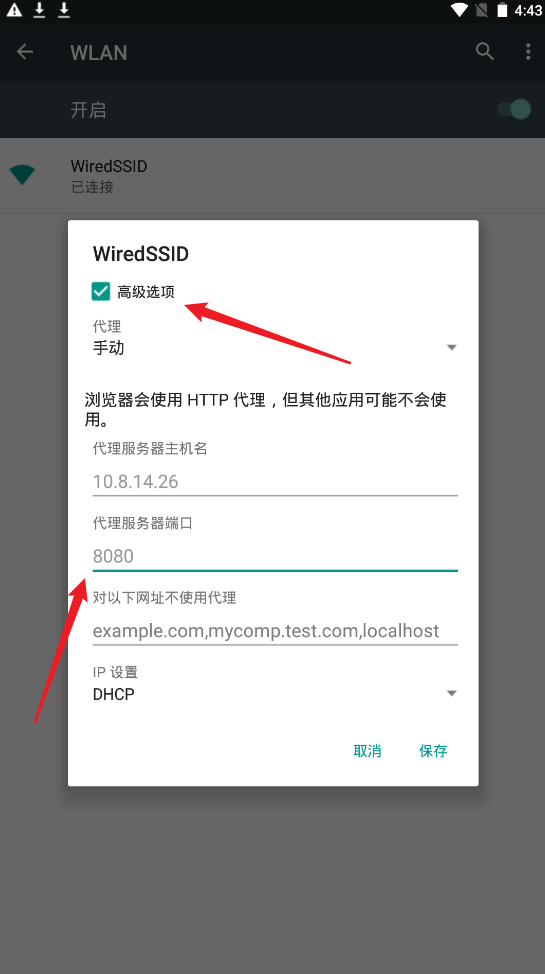 4:43
WLAN
开启
WiredSSID
已连接
WiredSSID
高级选项
代理
手动
浏览器会使用 HTTP 代理，但其他应用可能不会使
用。
代理服务器主机名
10.8.14.26
代理服务器端口
8080
对以下网址不使用代理
example.com,mycomp.test.com,localhost
IP 设置
DHCP
取消 保存